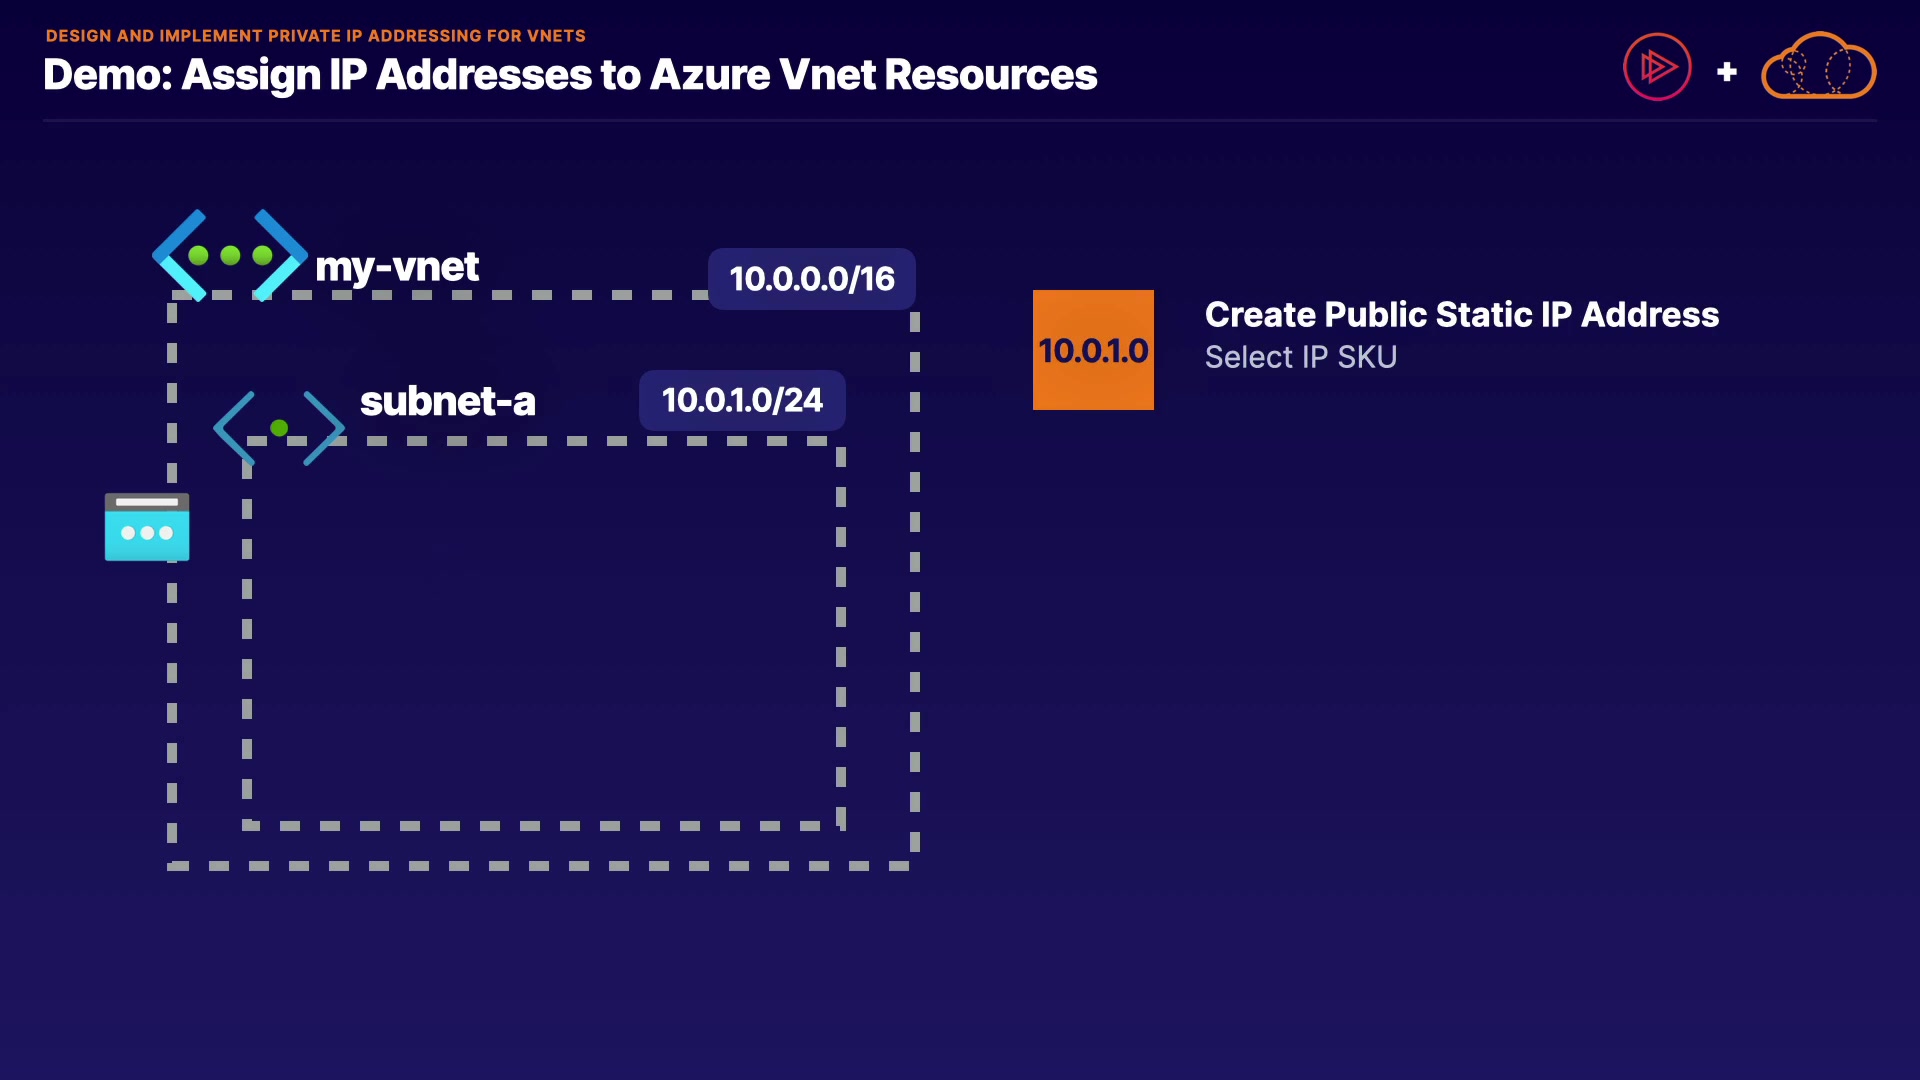 DESIGN AND IMPLEMENT PRIVATE IP ADDRESSING FOR VNETS
Demo: Assign IP Addresses to Azure Vnet Resources
+
my-vnet
10.0.0.0/16
subnet-a
10.0.1.0/24
10.0.1.0
Create Public Static IP Address
Select IP SKU